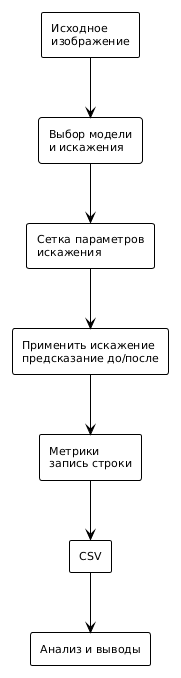 Исходное
изображение
Выбор модели
и искажения
Сетка параметров
искажения
Применить искажение
предсказание до/после
Метрики
запись строки
CSV
Анализ и выводы